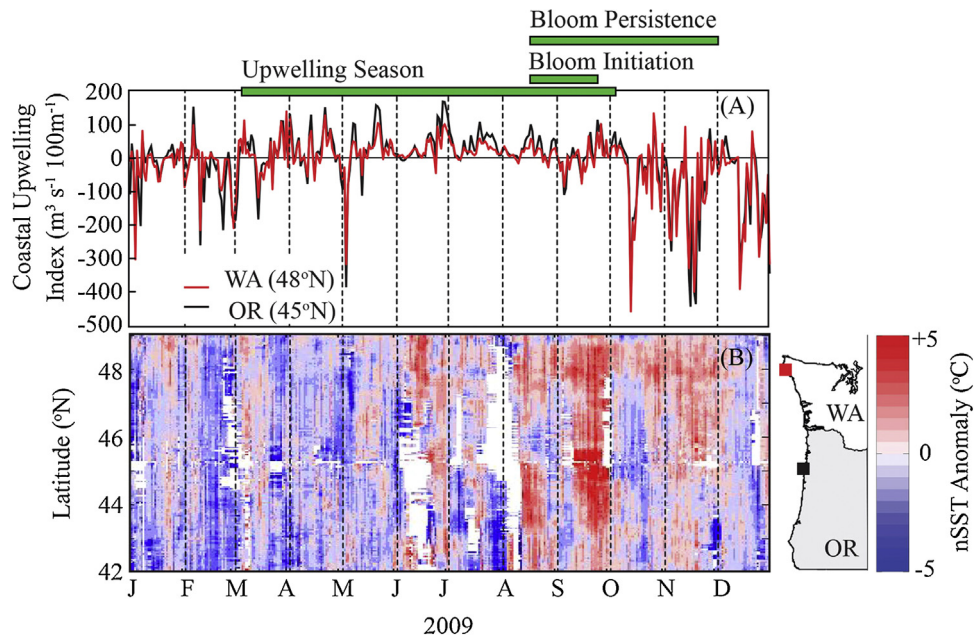 Bloom Persistence
Bloom Initiation
Upwelling Season
(A)
Coastal Upwelling
Index (m³ s⁻¹ 100m⁻¹)
200
100
0
-100
-200
-300
-400
-500
WA (48°N)
OR (45°N)
(B)
Latitude (°N)
48
46
44
42
J F M A M J J A S O N D
2009
WA
OR
+5
0
-5
nSST Anomaly (°C)